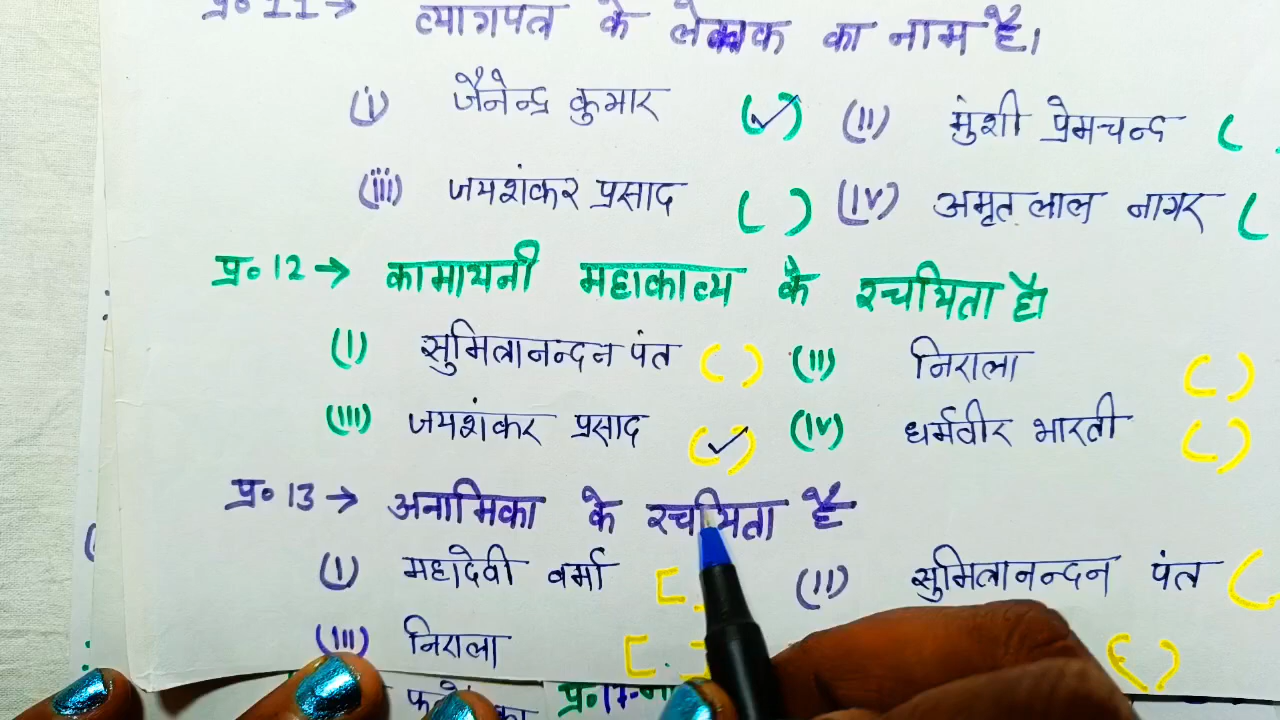 प्र० 11 → त्यागपत्र के लेखक का नाम है।
(i) जैनेन्द्र कुमार (✓) (II) मुंशी प्रेमचन्द (
(iii) जयशंकर प्रसाद ( ) (IV) अमृत लाल नागर (
प्र० 12 → कामायनी महाकाव्य के रचयिता है।
(I) सुमित्रानन्दन पंत ( ) (II) निराला ( )
(III) जयशंकर प्रसाद (✓) (IV) धर्मवीर भारती ( )
प्र० 13 → अनामिका के रचयिता है
(I) महादेवी वर्मा [ (II) सुमित्रानन्दन पंत (
(III) निराला [ ] ( )